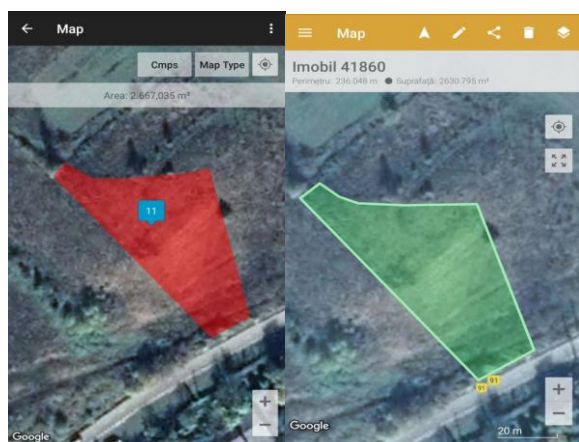 Map
Cmps
Map Type
Area: 2.667,035 m²
11
+
−
Google
Map
Imobil 41860
Perimetru: 236.048 m ● Suprafață: 2630.795 m²
91
91
+
−
Google
20 m